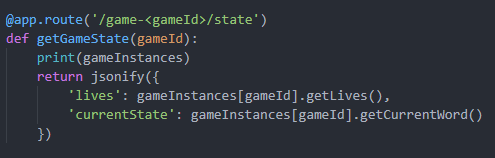 @app.route('/game-<gameId>/state')
def getGameState(gameId):
    print(gameInstances)
    return jsonify({
        'lives': gameInstances[gameId].getLives(),
        'currentState': gameInstances[gameId].getCurrentWord()
    })